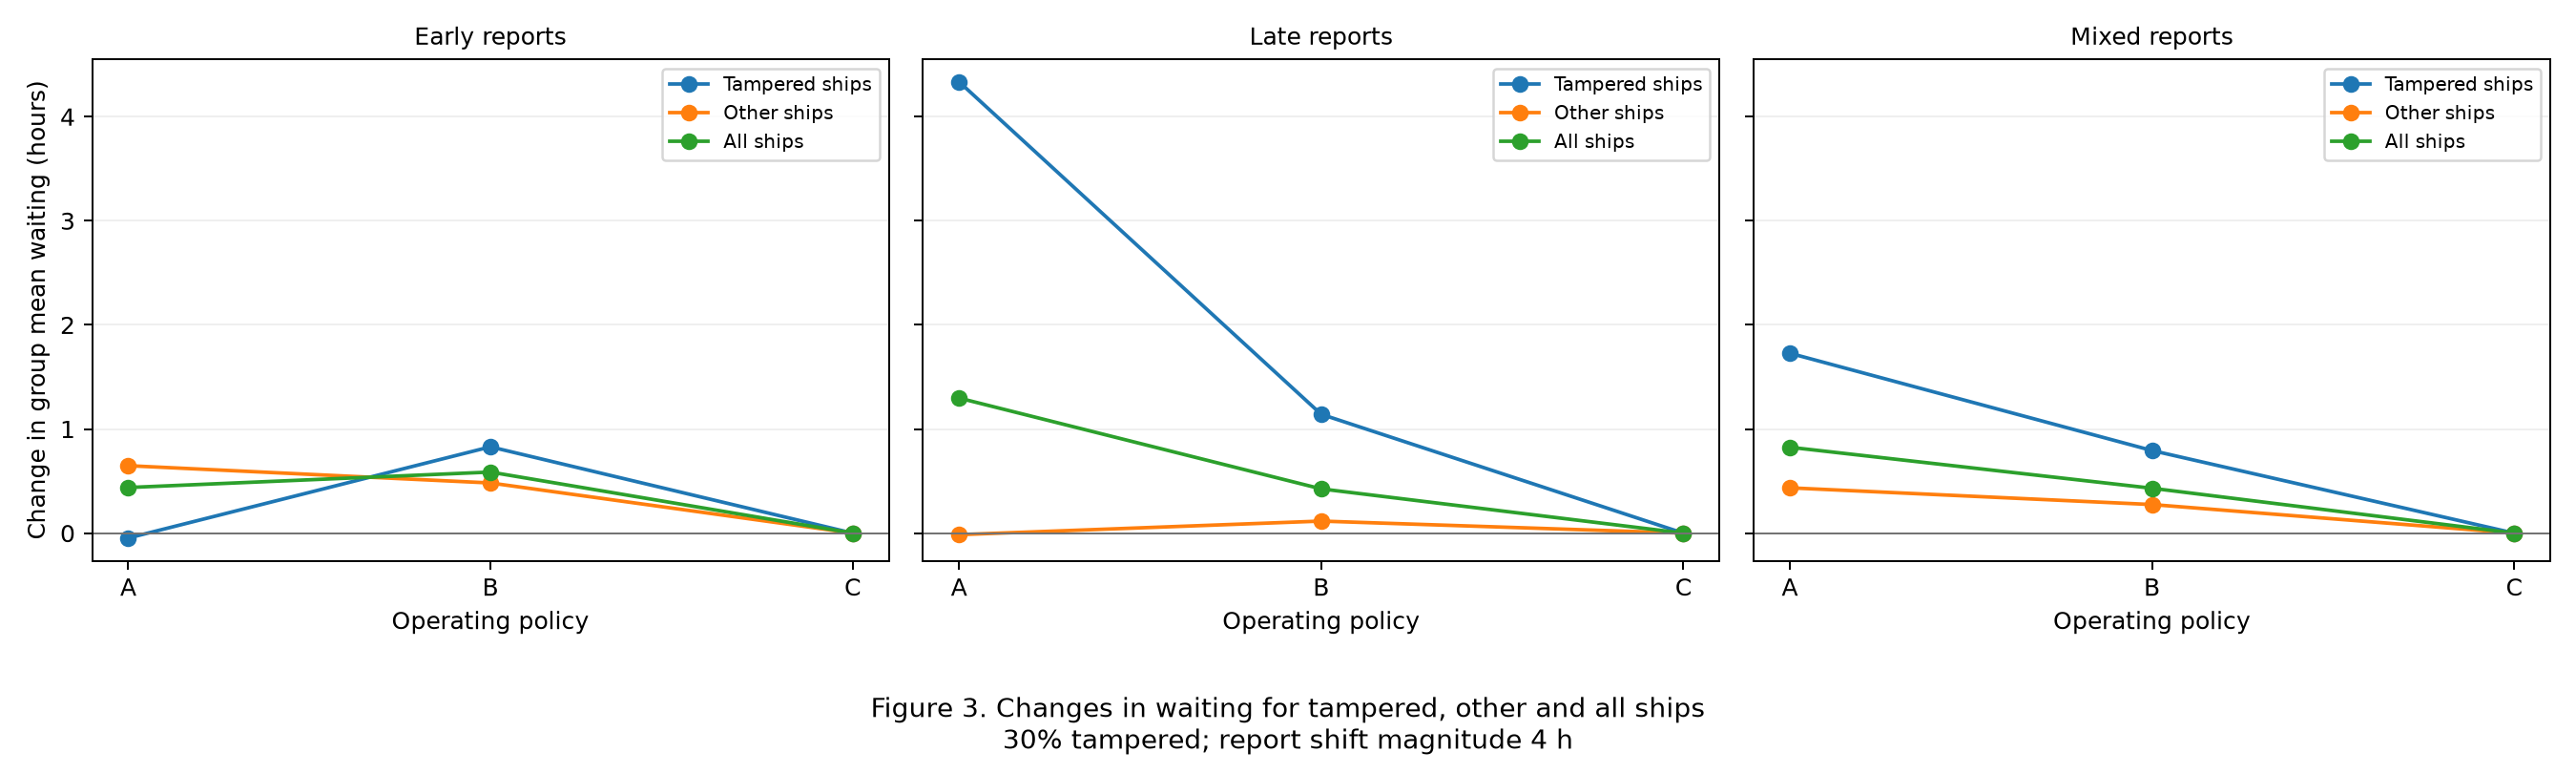 Early reports
Late reports
Mixed reports
Change in group mean waiting (hours)
4
3
2
1
0
Tampered ships
Other ships
All ships
A
B
C
Operating policy
Tampered ships
Other ships
All ships
A
B
C
Operating policy
Tampered ships
Other ships
All ships
A
B
C
Operating policy
Figure 3. Changes in waiting for tampered, other and all ships
30% tampered; report shift magnitude 4 h